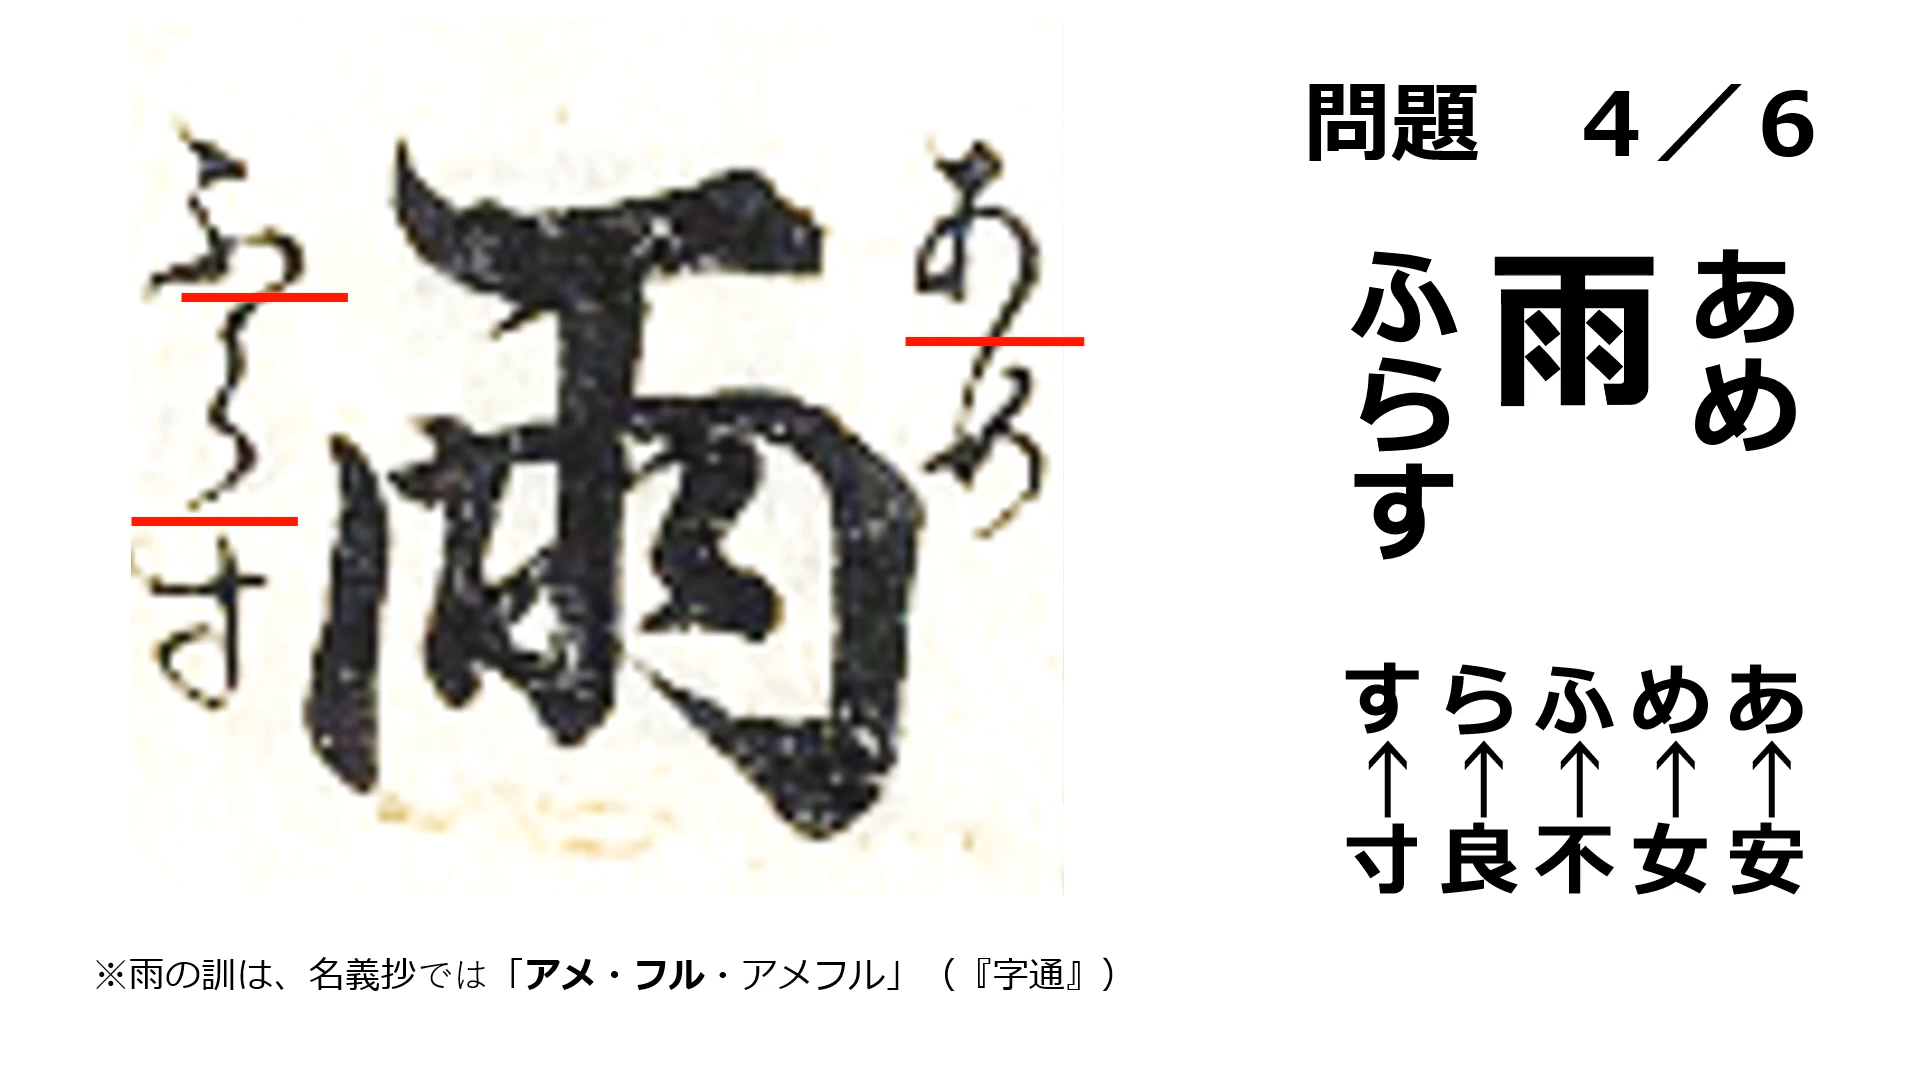 問題　４／６
あめ
雨
ふらす
あめ
雨
ふらす
あ め ふ ら す
↑ ↑ ↑ ↑ ↑
安 女 不 良 寸
※雨の訓は、名義抄では「アメ・フル・アメフル」（『字通』）